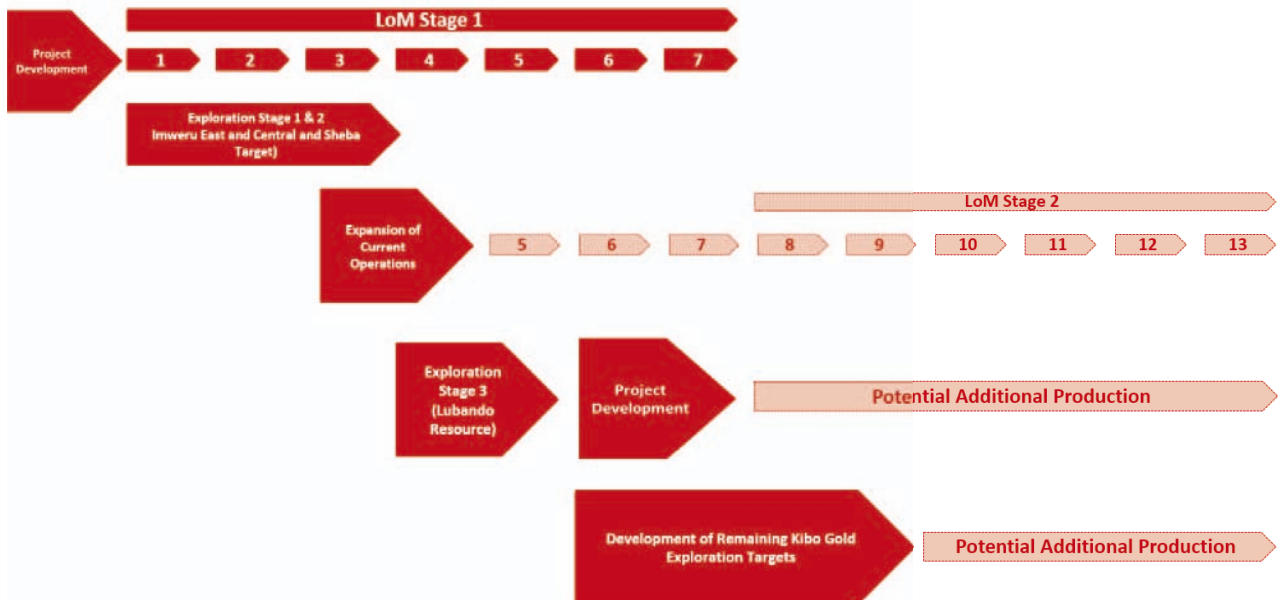 Project
Development
LoM Stage 1
1 2 3 4 5 6 7
Exploration Stage 1 & 2
Imweru East and Central and Sheba
Target)
Expansion of
Current
Operations
LoM Stage 2
5 6 7 8 9 10 11 12 13
Exploration
Stage 3
(Lubando
Resource)
Project
Development
Potential Additional Production
Development of Remaining Kibo Gold
Exploration Targets
Potential Additional Production